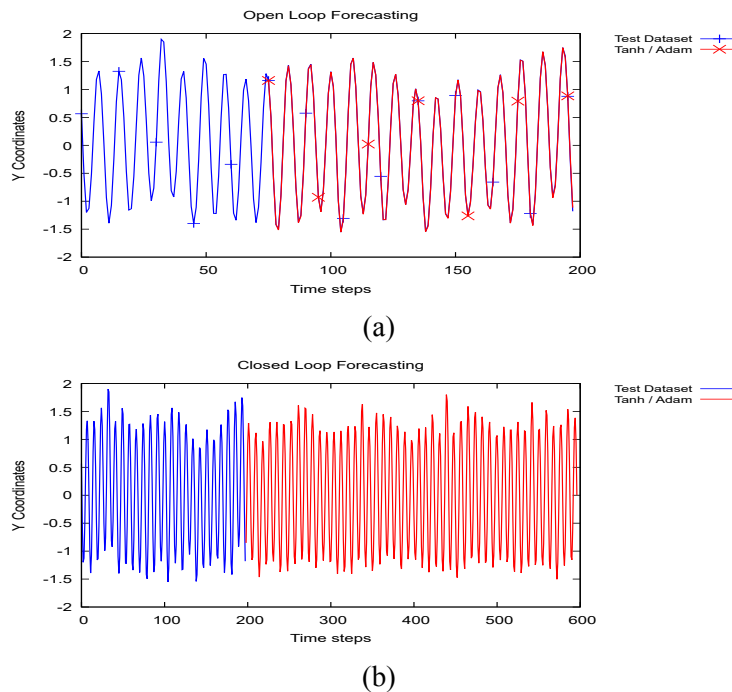 Open Loop Forecasting
Test Dataset
Tanh / Adam
2
1.5
1
0.5
0
-0.5
-1
-1.5
-2
Y Coordinates
0 50 100 150 200
Time steps
(a)
Closed Loop Forecasting
Test Dataset
Tanh / Adam
2
1.5
1
0.5
0
-0.5
-1
-1.5
-2
Y Coordinates
0 100 200 300 400 500 600
Time steps
(b)